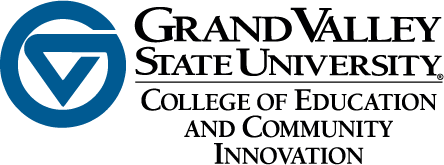 GRAND VALLEY
STATE UNIVERSITY®
COLLEGE OF EDUCATION
AND COMMUNITY
INNOVATION